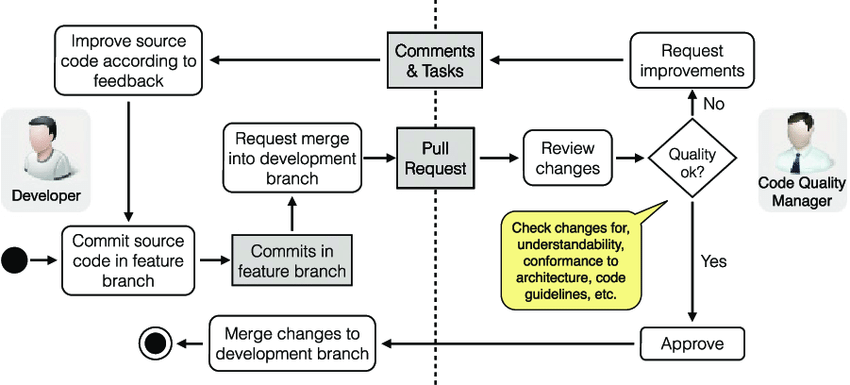 Improve source
code according to
feedback
Comments
& Tasks
Request
improvements
No
Developer
Request merge
into development
branch
Pull
Request
Review
changes
Quality
ok?
Code Quality
Manager
Commit source
code in feature
branch
Commits in
feature branch
Check changes for,
understandability,
conformance to
architecture, code
guidelines, etc.
Yes
Merge changes to
development branch
Approve